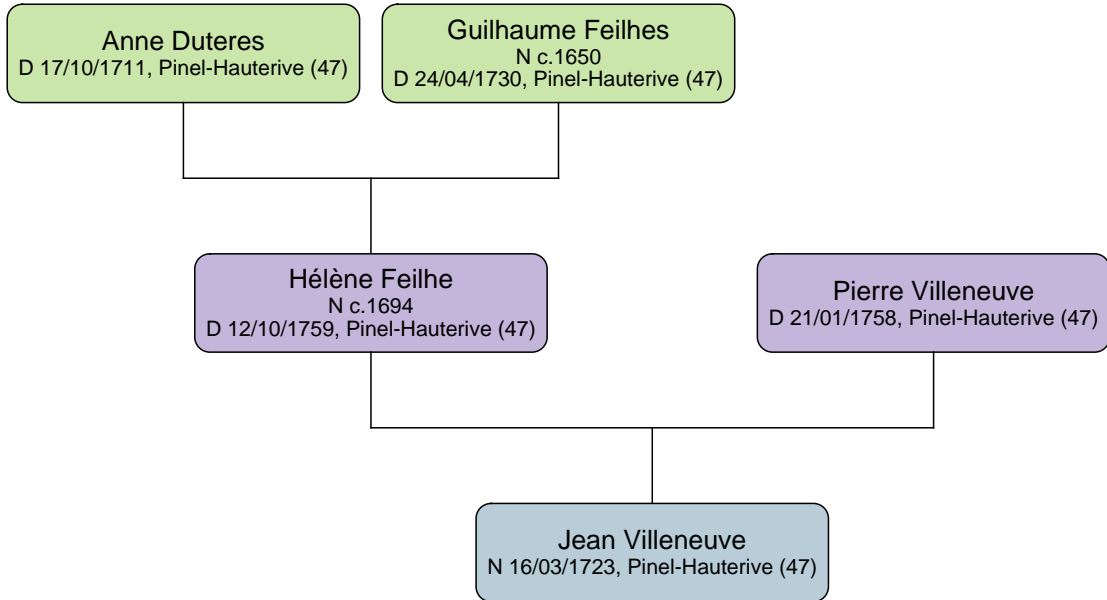 Anne Duteres
D 17/10/1711, Pinel-Hauterive (47)
Guilhaume Feilhes
N c.1650
D 24/04/1730, Pinel-Hauterive (47)
Hélène Feilhe
N c.1694
D 12/10/1759, Pinel-Hauterive (47)
Pierre Villeneuve
D 21/01/1758, Pinel-Hauterive (47)
Jean Villeneuve
N 16/03/1723, Pinel-Hauterive (47)